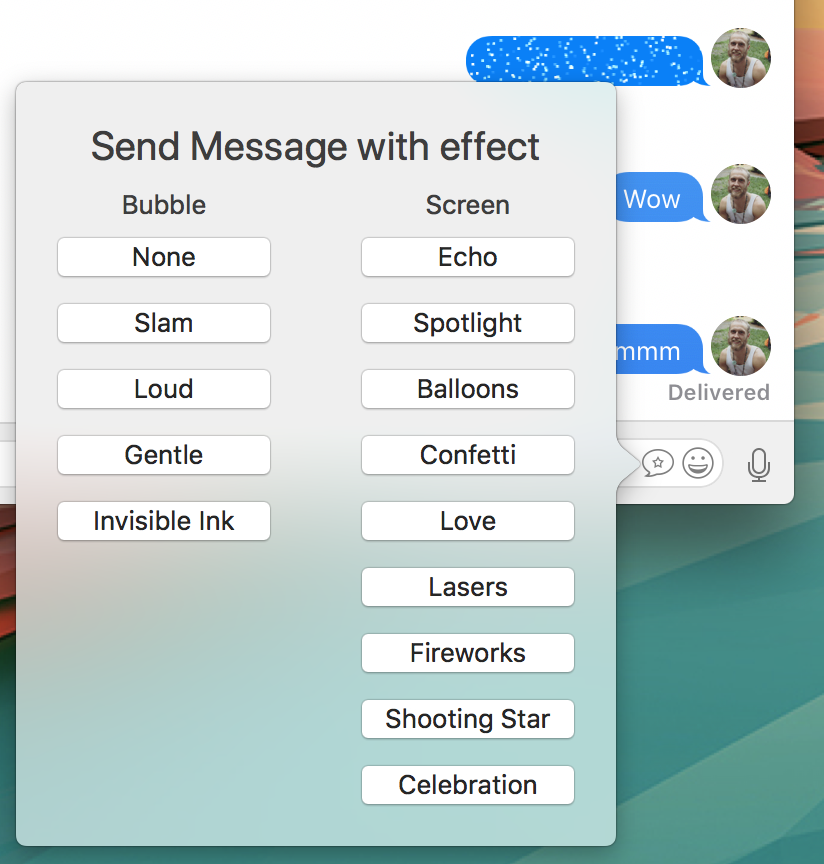 Send Message with effect
Bubble
None
Slam
Loud
Gentle
Invisible Ink
Screen
Echo
Spotlight
Balloons
Confetti
Love
Lasers
Fireworks
Shooting Star
Celebration
Wow
mmm
Delivered